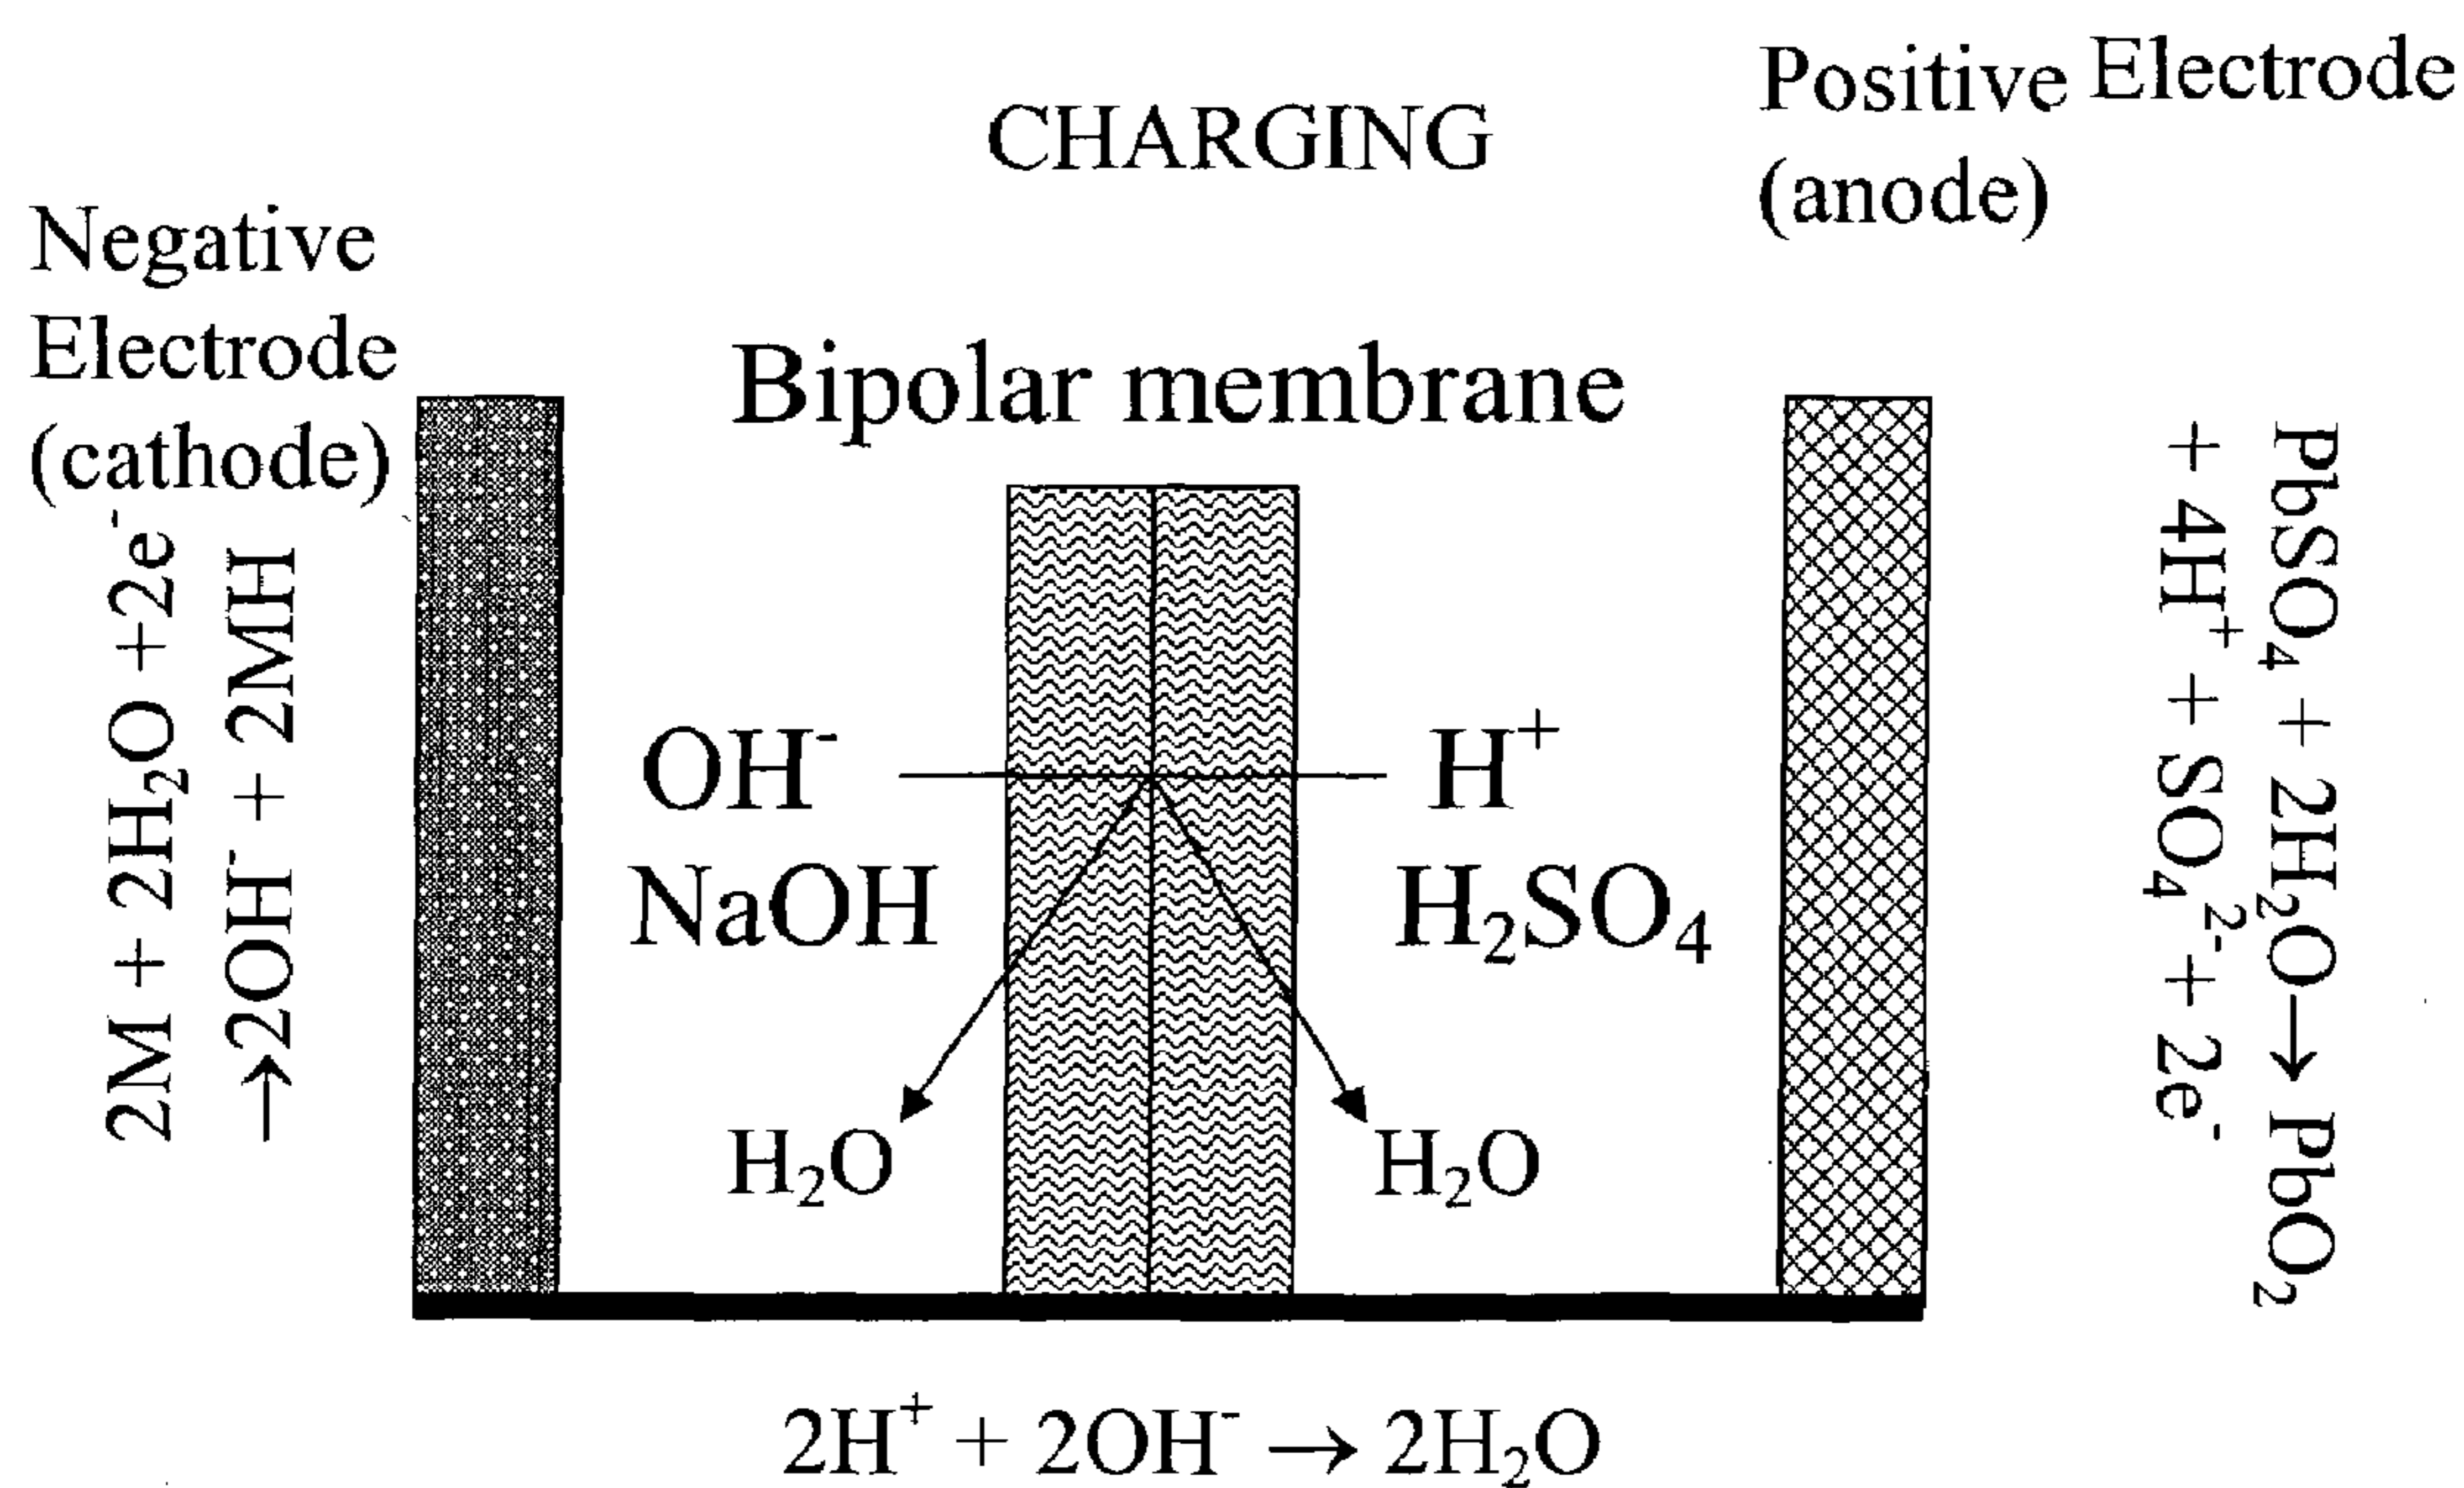 CHARGING
Positive Electrode
(anode)
Negative
Electrode
(cathode)
Bipolar membrane
2M + 2H₂O +2e⁻
→2OH⁻ + 2MH
OH⁻
H⁺
NaOH
H₂SO₄
H₂O
H₂O
PbSO₄ + 2H₂O→ PbO₂
+ 4H⁺ + SO₄²⁻+ 2e⁻
2H⁺ + 2OH⁻ → 2H₂O